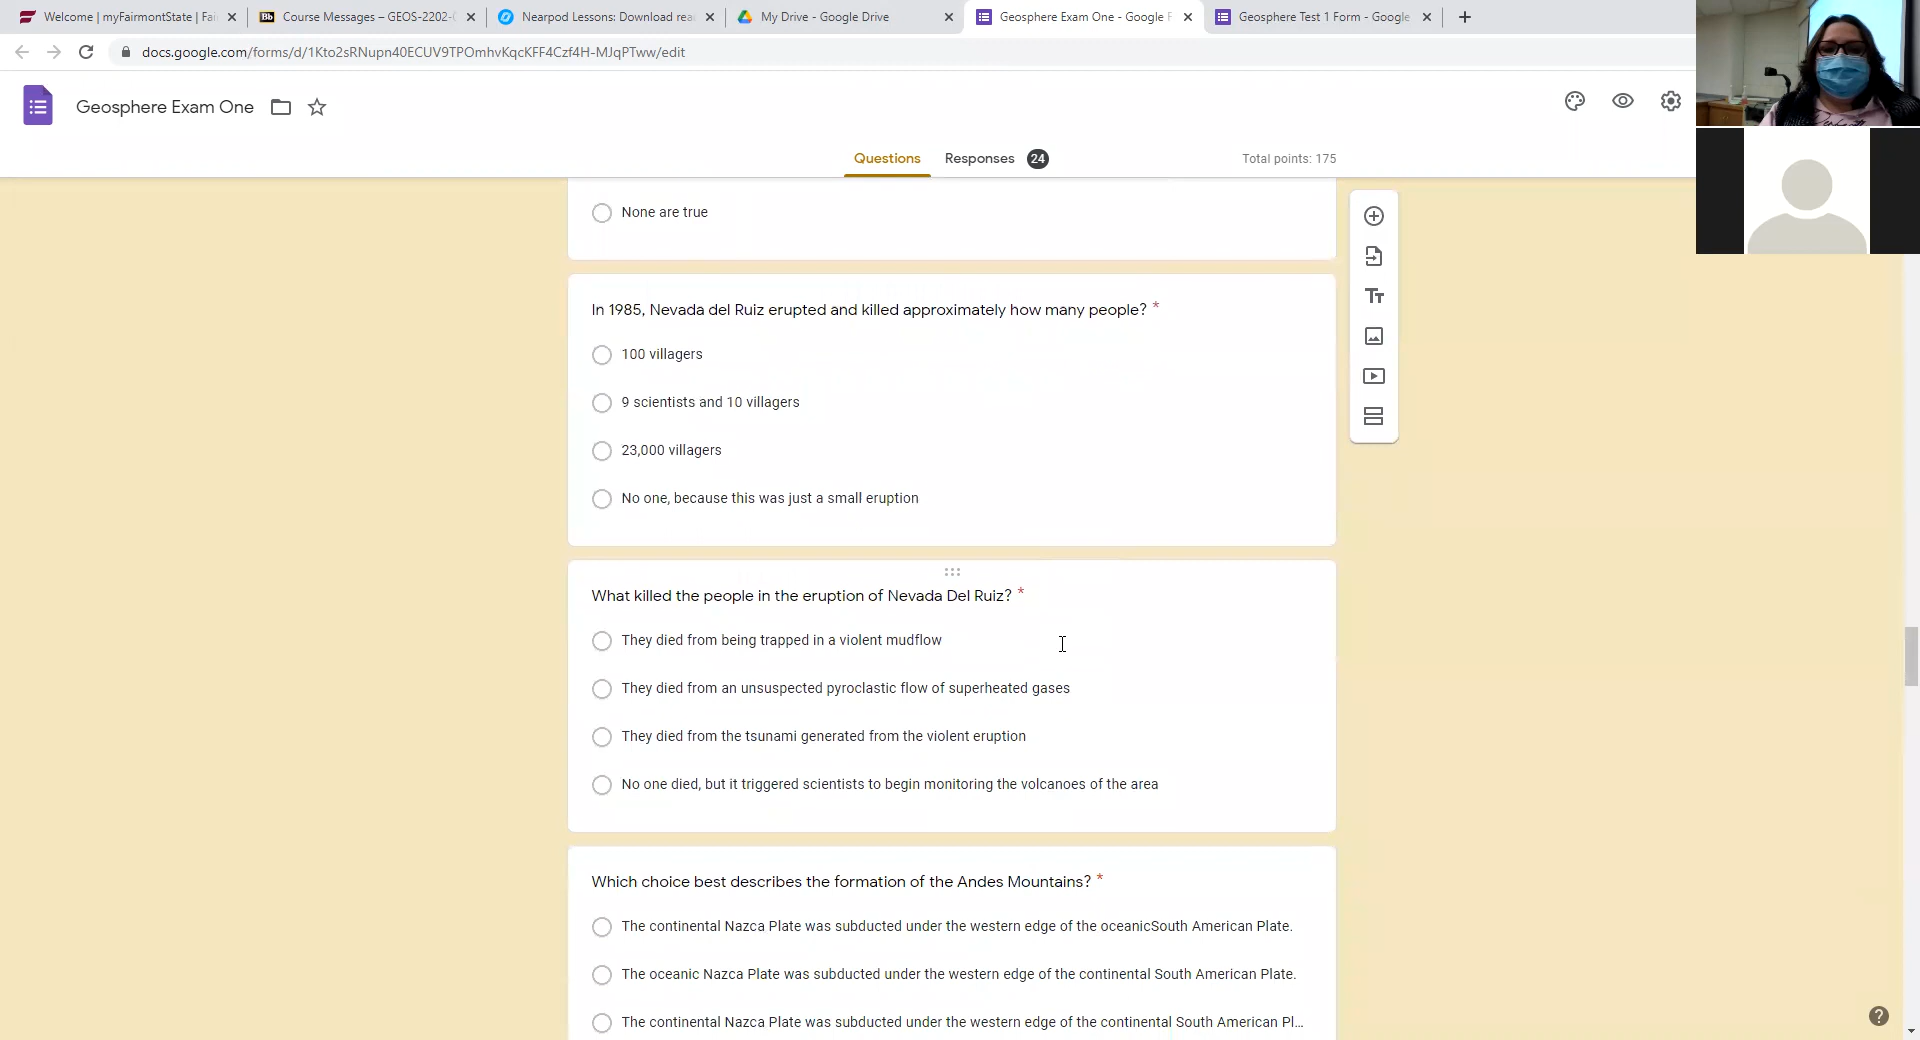 Welcome | myFairmontState | Fai
Course Messages – GEOS-2202-
Nearpod Lessons: Download rea
My Drive - Google Drive
Geosphere Exam One - Google F
Geosphere Test 1 Form - Google
docs.google.com/forms/d/1Kto2sRNupn40ECUV9TPOmhvKqcKFF4Czf4H-MJqPTww/edit
Geosphere Exam One
Questions
Responses 24
Total points: 175
None are true
In 1985, Nevada del Ruiz erupted and killed approximately how many people? *
100 villagers
9 scientists and 10 villagers
23,000 villagers
No one, because this was just a small eruption
What killed the people in the eruption of Nevada Del Ruiz? *
They died from being trapped in a violent mudflow
They died from an unsuspected pyroclastic flow of superheated gases
They died from the tsunami generated from the violent eruption
No one died, but it triggered scientists to begin monitoring the volcanoes of the area
Which choice best describes the formation of the Andes Mountains? *
The continental Nazca Plate was subducted under the western edge of the oceanicSouth American Plate.
The oceanic Nazca Plate was subducted under the western edge of the continental South American Plate.
The continental Nazca Plate was subducted under the western edge of the continental South American Pl...